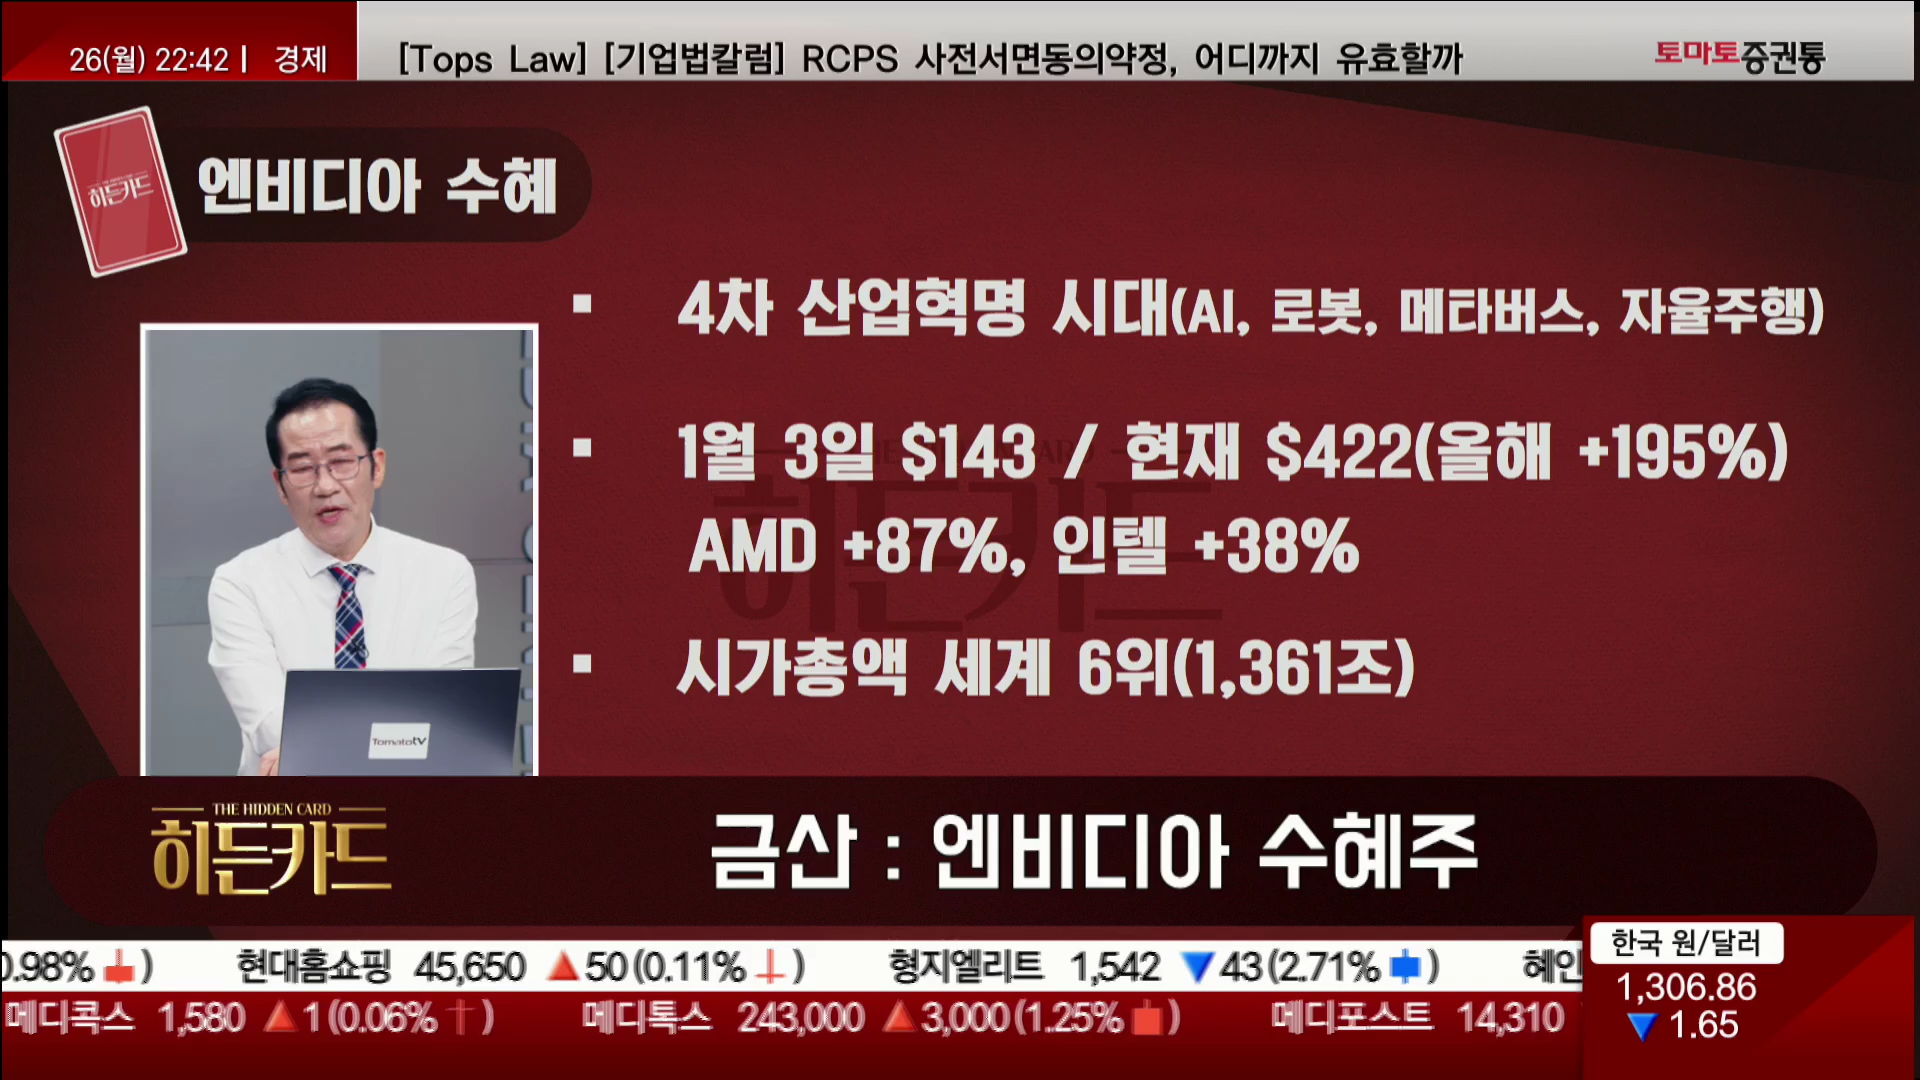 26(월) 22:42 | 경제
[Tops Law] [기업법칼럼] RCPS 사전서면동의약정, 어디까지 유효할까
토마토증권통
히든카드
엔비디아 수혜
4차 산업혁명 시대(AI, 로봇, 메타버스, 자율주행)
1월 3일 $143 / 현재 $422(올해 +195%)
AMD +87%, 인텔 +38%
시가총액 세계 6위(1,361조)
TomatoTV
THE HIDDEN CARD
히든카드
금산 : 엔비디아 수혜주
0.98% ) 현대홈쇼핑 45,650 ▲50(0.11% ) 형지엘리트 1,542 ▼43(2.71% ) 혜인
메디콕스 1,580 ▲1(0.06% ) 메디톡스 243,000 ▲3,000(1.25% ) 메디포스트 14,310
한국 원/달러
1,306.86
▼ 1.65